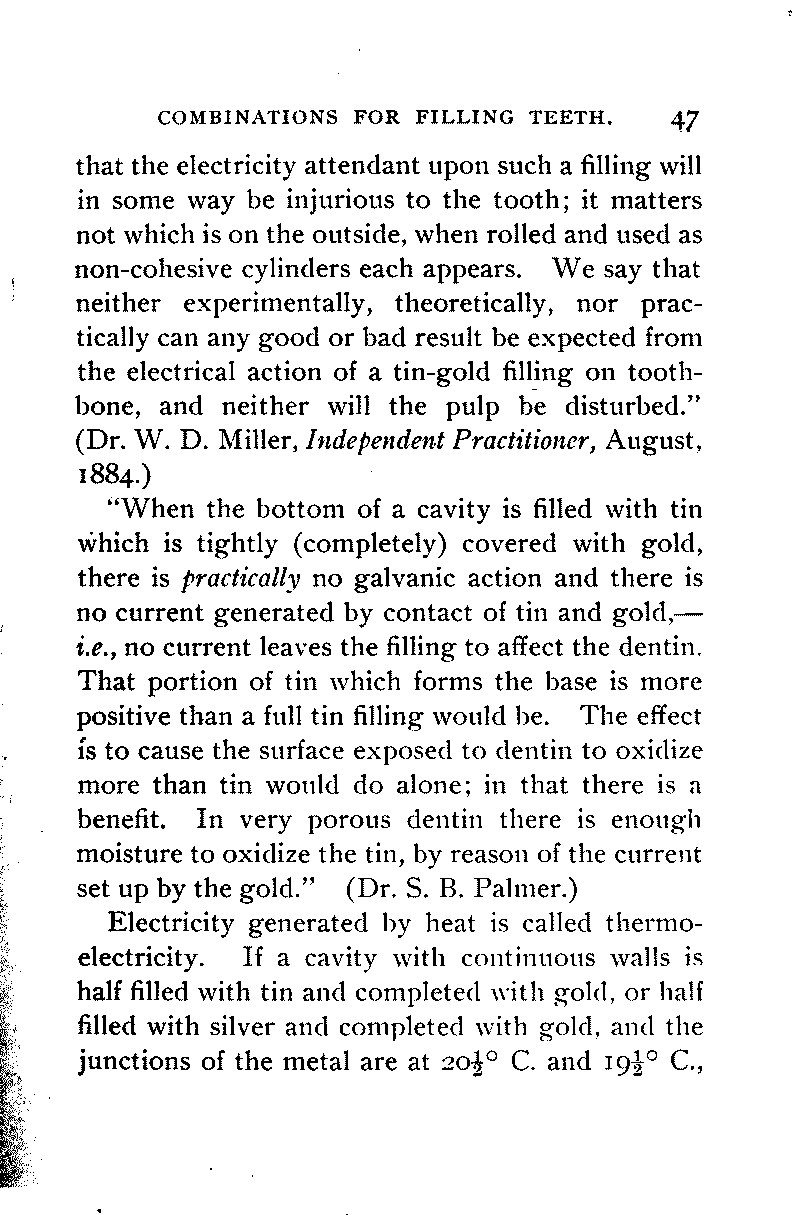 COMBINATIONS FOR FILLING TEETH. 47
that the electricity attendant upon such a filling will
in some way be injurious to the tooth; it matters
not which is on the outside, when rolled and used as
non-cohesive cylinders each appears. We say that
neither experimentally, theoretically, nor prac-
tically can any good or bad result be expected from
the electrical action of a tin-gold filling on tooth-
bone, and neither will the pulp be disturbed.”
(Dr. W. D. Miller, Independent Practitioner, August,
1884.)
“When the bottom of a cavity is filled with tin
which is tightly (completely) covered with gold,
there is practically no galvanic action and there is
no current generated by contact of tin and gold,—
i.e., no current leaves the filling to affect the dentin.
That portion of tin which forms the base is more
positive than a full tin filling would be. The effect
is to cause the surface exposed to dentin to oxidize
more than tin would do alone; in that there is a
benefit. In very porous dentin there is enough
moisture to oxidize the tin, by reason of the current
set up by the gold.” (Dr. S. B. Palmer.)
Electricity generated by heat is called thermo-
electricity. If a cavity with continuous walls is
half filled with tin and completed with gold, or half
filled with silver and completed with gold, and the
junctions of the metal are at 20½° C. and 19½° C.,